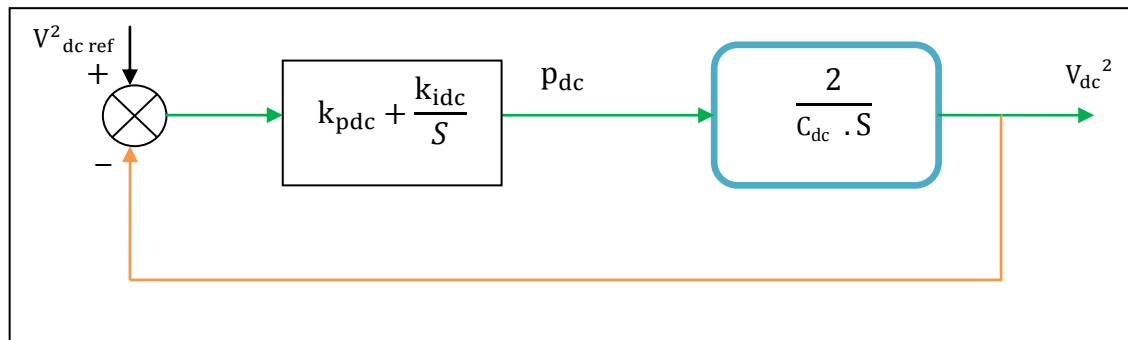 V²dc ref
+
−
kpdc + kidc/S
pdc
2/(Cdc . S)
Vdc²